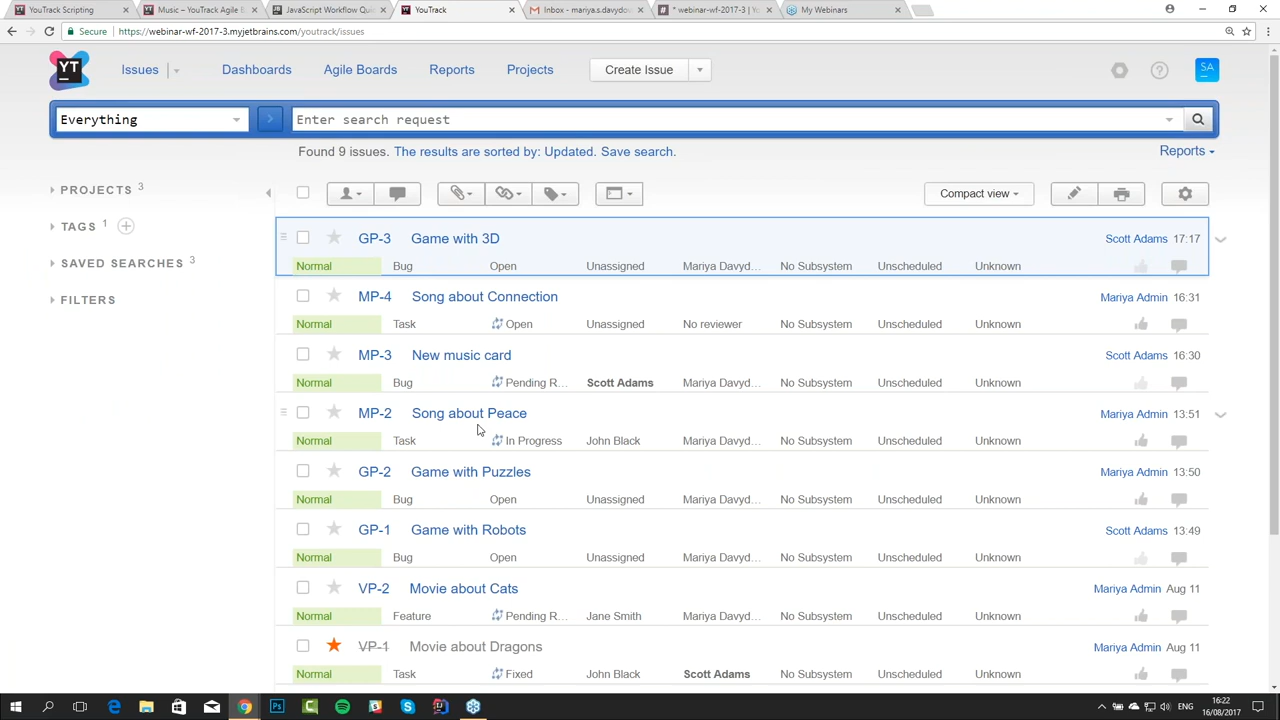 YouTrack Scripting
Music – YouTrack Agile B
JavaScript Workflow Quic
YouTrack
Inbox - mariya.s.davydov
* webinar-wf-2017-3 | Yo
My Webinars
Secure
https://webinar-wf-2017-3.myjetbrains.com/youtrack/issues
YT
Issues
Dashboards
Agile Boards
Reports
Projects
Create Issue
SA
Everything
Enter search request
Found 9 issues. The results are sorted by: Updated. Save search.
Reports
PROJECTS 3
TAGS 1
SAVED SEARCHES 3
FILTERS
Compact view
GP-3 Game with 3D Scott Adams 17:17
Normal Bug Open Unassigned Mariya Davyd... No Subsystem Unscheduled Unknown
MP-4 Song about Connection Mariya Admin 16:31
Normal Task Open Unassigned No reviewer No Subsystem Unscheduled Unknown
MP-3 New music card Scott Adams 16:30
Normal Bug Pending R... Scott Adams Mariya Davyd... No Subsystem Unscheduled Unknown
MP-2 Song about Peace Mariya Admin 13:51
Normal Task In Progress John Black Mariya Davyd... No Subsystem Unscheduled Unknown
GP-2 Game with Puzzles Mariya Admin 13:50
Normal Bug Open Unassigned Mariya Davyd... No Subsystem Unscheduled Unknown
GP-1 Game with Robots Scott Adams 13:49
Normal Bug Open Unassigned Mariya Davyd... No Subsystem Unscheduled Unknown
VP-2 Movie about Cats Mariya Admin Aug 11
Normal Feature Pending R... Jane Smith Mariya Davyd... No Subsystem Unscheduled Unknown
VP-1 Movie about Dragons Mariya Admin Aug 11
Normal Task Fixed John Black Scott Adams No Subsystem Unscheduled Unknown
ENG
16:22
16/08/2017